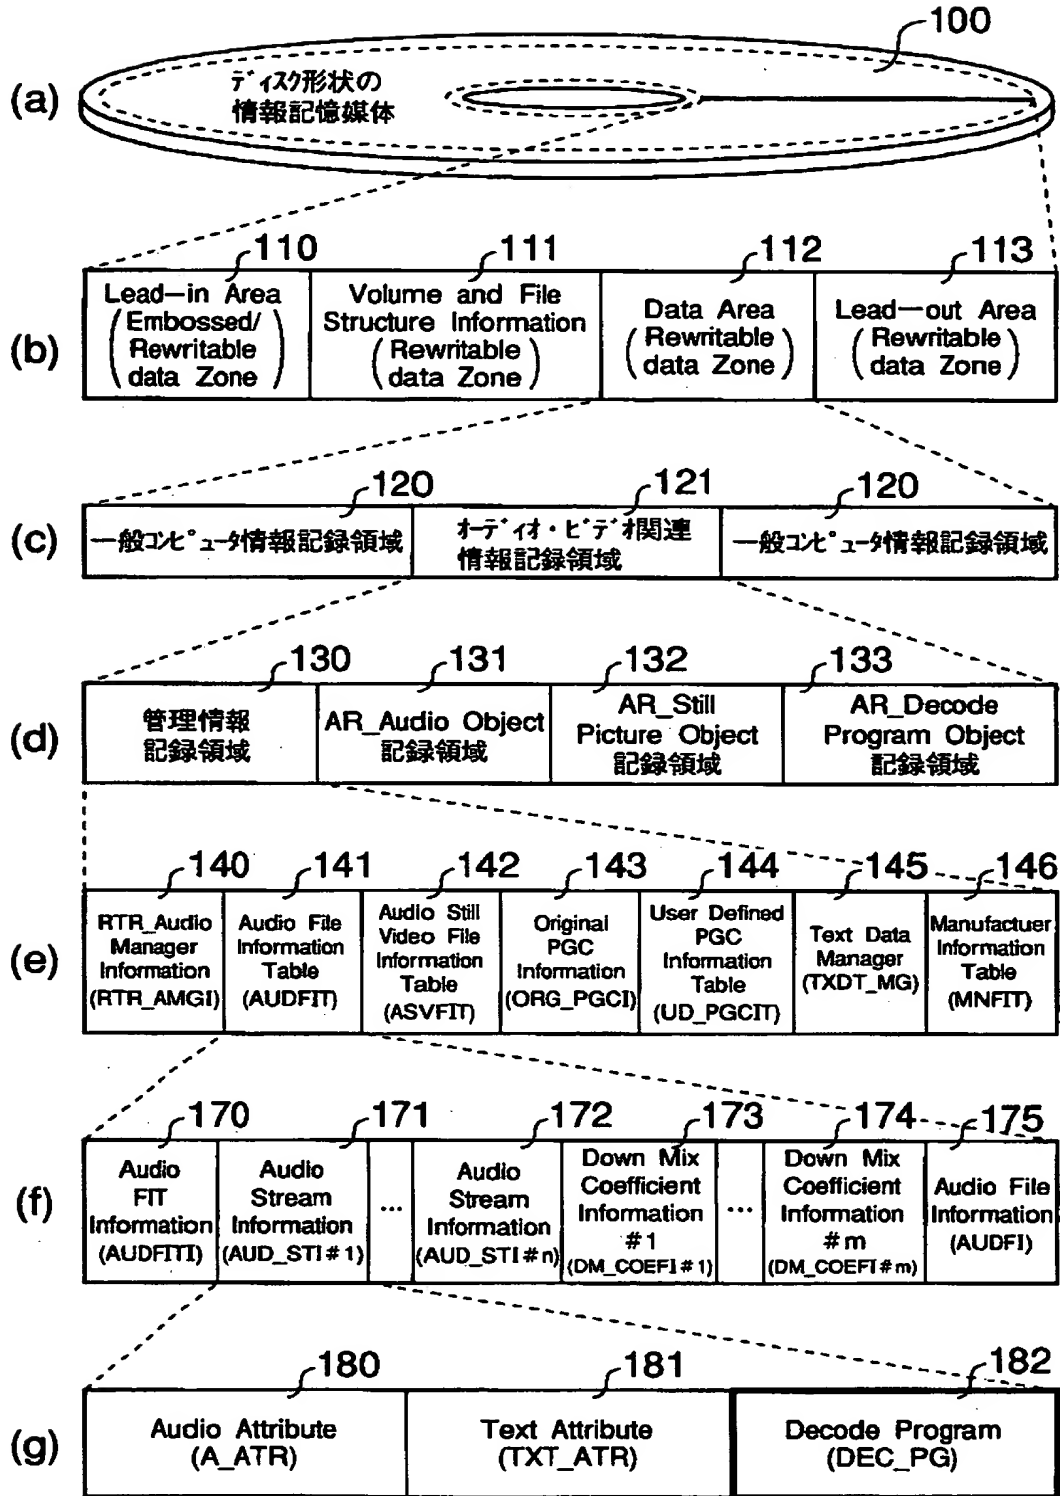 100
(a)
ディスク形状の
情報記憶媒体
110
111
112
113
(b)
Lead-in Area
(Embossed/
Rewritable
data Zone)
Volume and File
Structure Information
(Rewritable
data Zone)
Data Area
(Rewritable
data Zone)
Lead-out Area
(Rewritable
data Zone)
120
121
120
(c)
一般コンピュータ情報記録領域
オーディオ・ビデオ関連
情報記録領域
一般コンピュータ情報記録領域
130
131
132
133
(d)
管理情報
記録領域
AR_Audio Object
記録領域
AR_Still
Picture Object
記録領域
AR_Decode
Program Object
記録領域
140
141
142
143
144
145
146
(e)
RTR_Audio
Manager
Information
(RTR_AMGI)
Audio File
Information
Table
(AUDFIT)
Audio Still
Video File
Information
Table
(ASVFIT)
Original
PGC
Information
(ORG_PGCI)
User Defined
PGC
Information
Table
(UD_PGCIT)
Text Data
Manager
(TXDT_MG)
Manufactuer
Information
Table
(MNFIT)
170
171
172
173
174
175
(f)
Audio
FIT
Information
(AUDFITI)
Audio
Stream
Information
(AUD_STI#1)
...
Audio
Stream
Information
(AUD_STI#n)
Down Mix
Coefficient
Information
#1
(DM_COEFI#1)
...
Down Mix
Coefficient
Information
#m
(DM_COEFI#m)
Audio File
Information
(AUDFI)
180
181
182
(g)
Audio Attribute
(A_ATR)
Text Attribute
(TXT_ATR)
Decode Program
(DEC_PG)